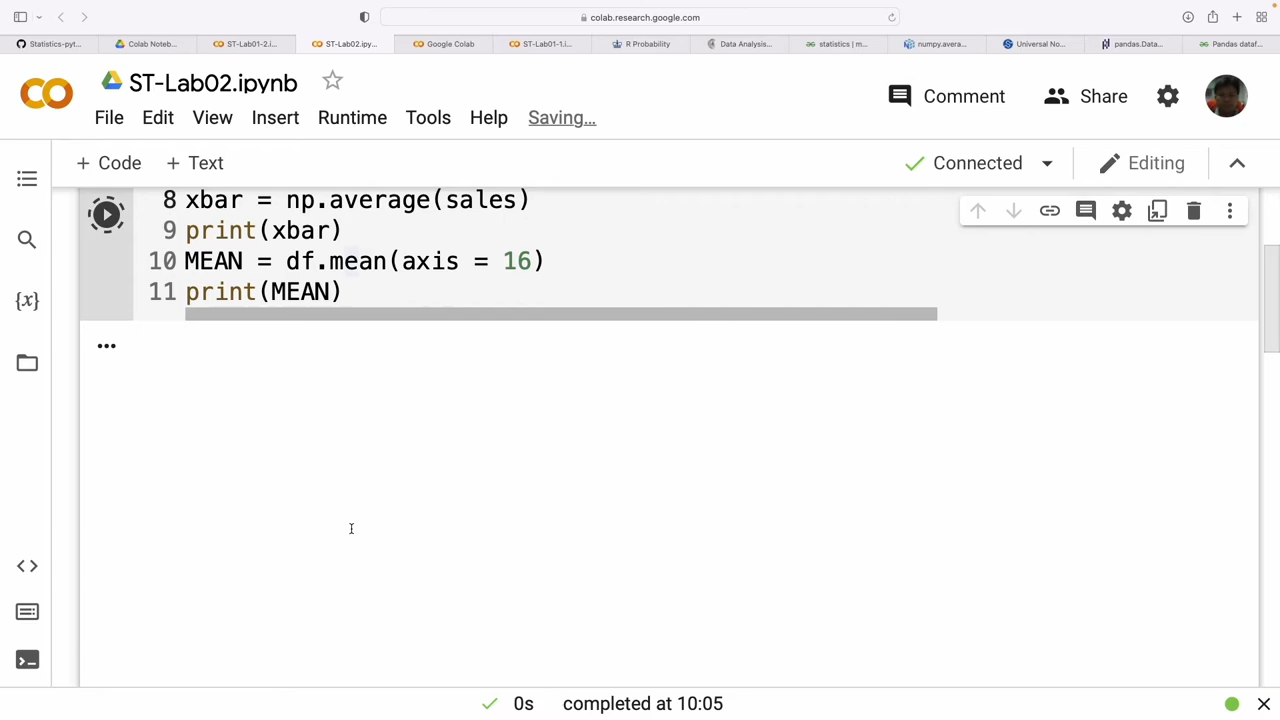 colab.research.google.com
Statistics-pyt...
Colab Noteb...
ST-Lab01-2.i...
ST-Lab02.ipy...
Google Colab
ST-Lab01-1.i...
R Probability
Data Analysis...
statistics | m...
numpy.avera...
Universal No...
pandas.Data...
Pandas dataf...
ST-Lab02.ipynb
File Edit View Insert Runtime Tools Help Saving...
Comment Share
+ Code + Text
Connected Editing
8 xbar = np.average(sales)
9 print(xbar)
10 MEAN = df.mean(axis = 16)
11 print(MEAN)
{x}
0s completed at 10:05